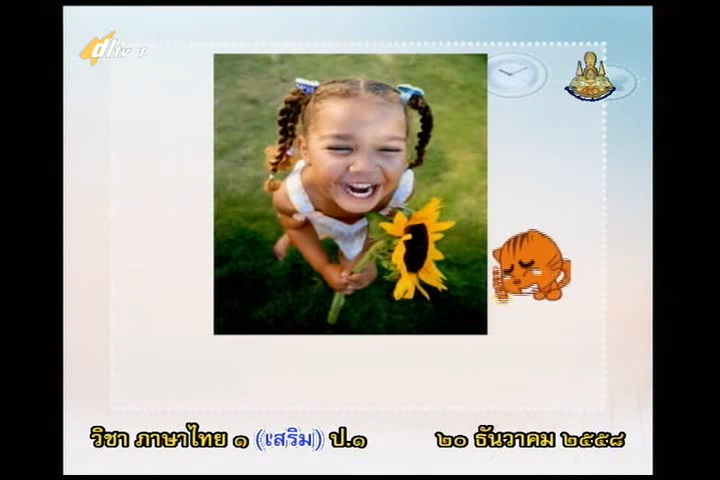 dltv 1
วิชา ภาษาไทย ๑ (เสริม) ป.๑
๒๐ ธันวาคม ๒๕๕๘